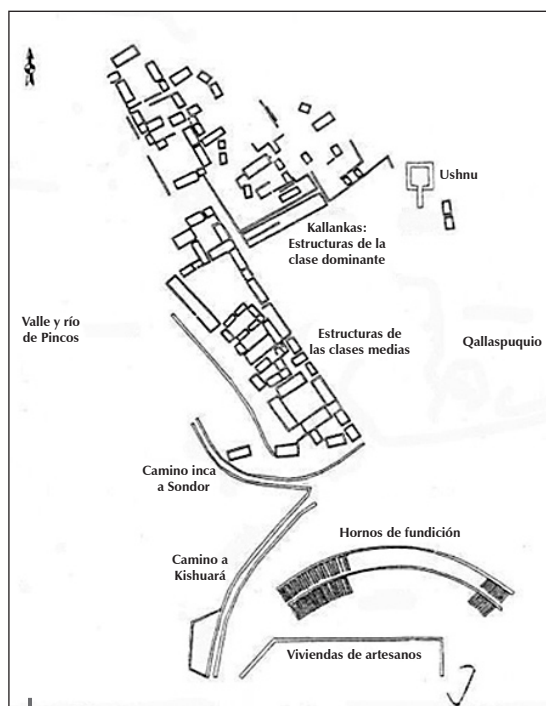 Ushnu
Kallankas:
Estructuras de la
clase dominante
Valle y río
de Pincos
Estructuras de
las clases medias
Qallaspuquio
Camino inca
a Sondor
Hornos de fundición
Camino a
Kishuará
Viviendas de artesanos